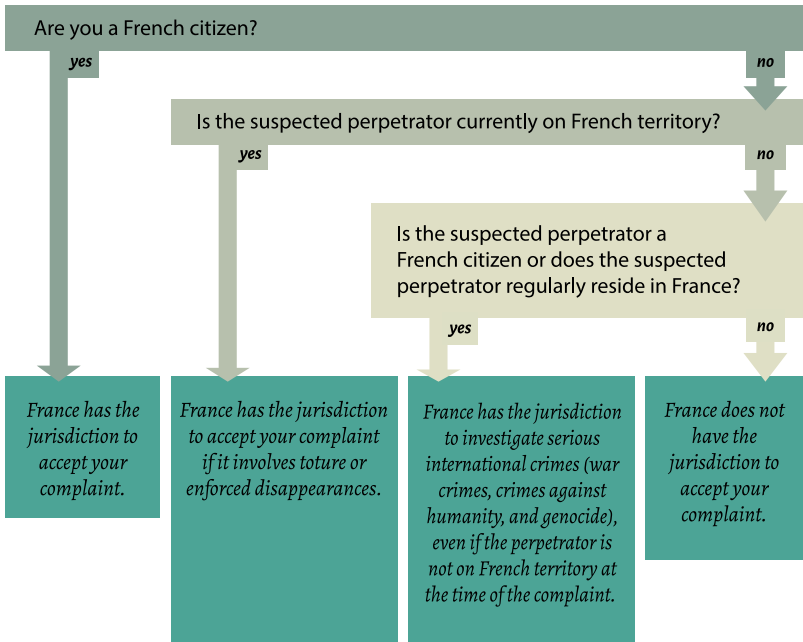 Are you a French citizen?
yes
no
Is the suspected perpetrator currently on French territory?
yes
no
Is the suspected perpetrator a
French citizen or does the suspected
perpetrator regularly reside in France?
yes
no
France has the
jurisdiction to
accept your
complaint.
France has the jurisdiction
to accept your complaint
if it involves toture or
enforced disappearances.
France has the jurisdiction
to investigate serious
international crimes (war
crimes, crimes against
humanity, and genocide),
even if the perpetrator is
not on French territory at
the time of the complaint.
France does not
have the
jurisdiction to
accept your
complaint.